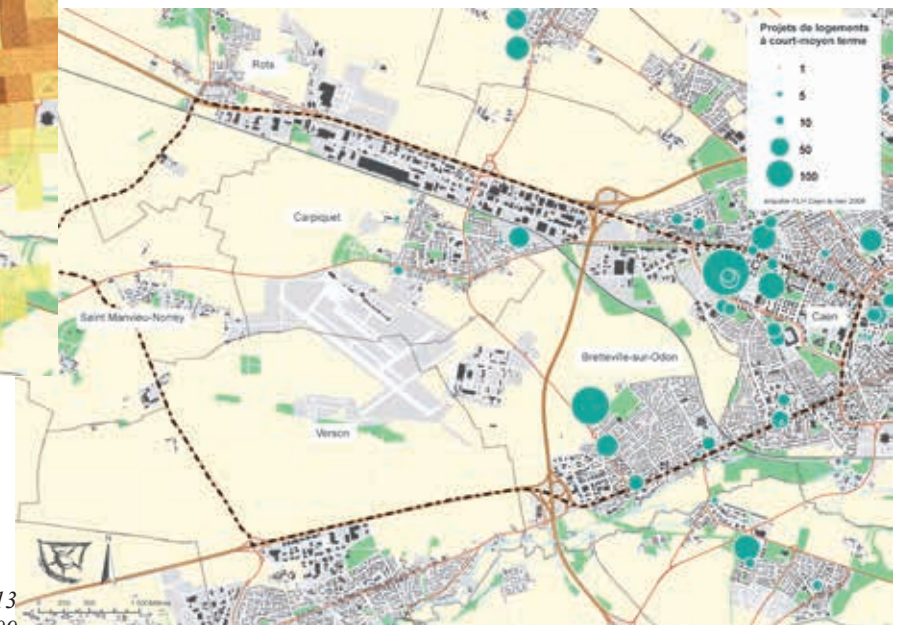 Projets de logements
à court-moyen terme
1
5
10
50
100
Rots
Carpiquet
Saint Manvieu-Norrey
Caen
Bretteville-sur-Odon
Verson
N
13